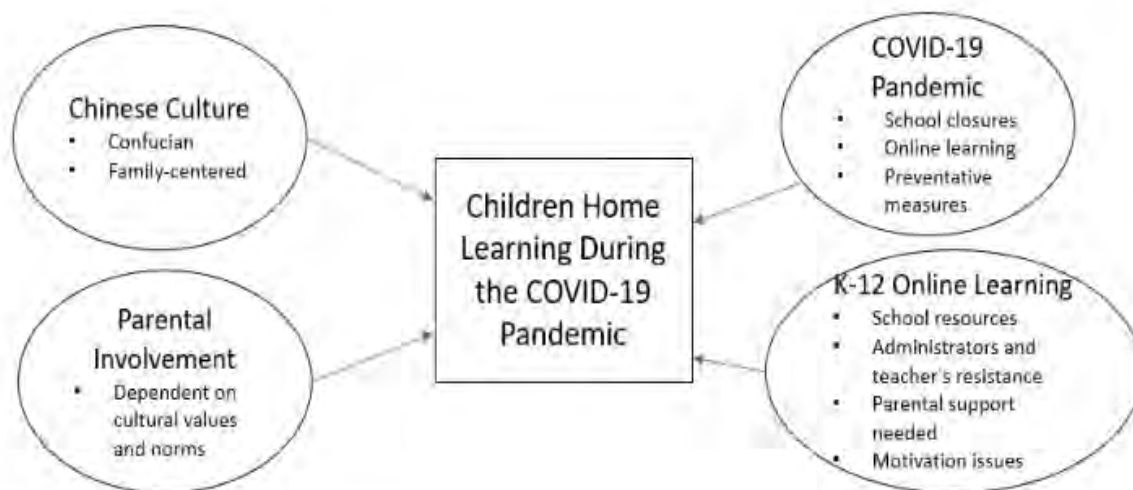 Chinese Culture
▪ Confucian
▪ Family-centered
Parental
Involvement
▪ Dependent on
cultural values
and norms
Children Home
Learning During
the COVID-19
Pandemic
COVID-19
Pandemic
▪ School closures
▪ Online learning
▪ Preventative
measures
K-12 Online Learning
▪ School resources
▪ Administrators and
teacher's resistance
▪ Parental support
needed
▪ Motivation issues